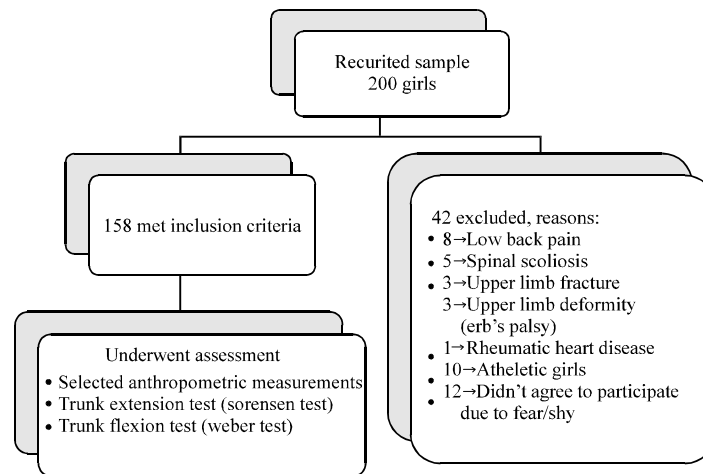 Recurited sample
200 girls
158 met inclusion criteria
42 excluded, reasons:
• 8→Low back pain
• 5→Spinal scoliosis
• 3→Upper limb fracture
3→Upper limb deformity
(erb's palsy)
• 1→Rheumatic heart disease
• 10→Atheletic girls
• 12→Didn't agree to participate
• due to fear/shy
Underwent assessment
• Selected anthropometric measurements
• Trunk extension test (sorensen test)
• Trunk flexion test (weber test)